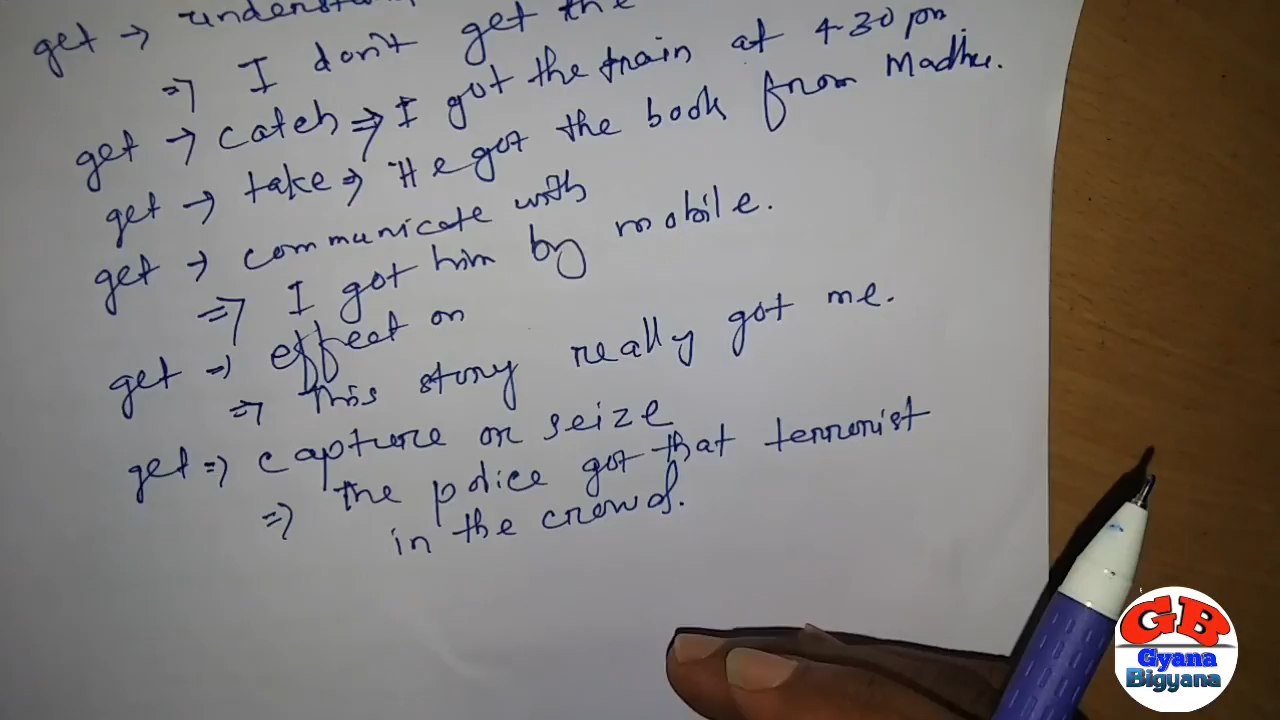 get → understan
⇒ I don't get the
get → catch ⇒ I got the train at 4-30 pm
get → take ⇒ He got the book from Madhu.
get → communicate with
⇒ I got him by mobile.
get ⇒ effect on
⇒ This story really got me.
get ⇒ capture or seize
⇒ the police got that terrorist
in the crowd.
GB
Gyana
Bigyana